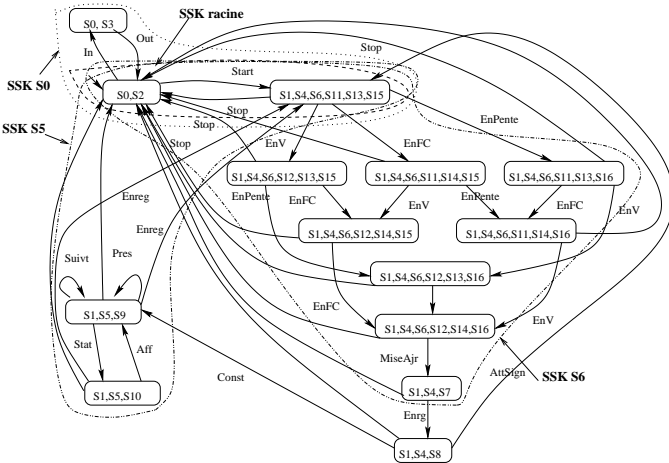 SSK racine
S0, S3
Out
In
Stop
SSK S0
Start
S0,S2
S1,S4,S6,S11,S13,S15
Stop
Stop
EnPente
SSK S5
Stop
EnV
EnFC
S1,S4,S6,S12,S13,S15
S1,S4,S6,S11,S14,S15
S1,S4,S6,S11,S13,S16
Enreg
EnPente
EnFC
EnV
EnPente
EnFC
EnV
Enreg
S1,S4,S6,S12,S14,S15
S1,S4,S6,S11,S14,S16
Suivt
Pres
S1,S4,S6,S12,S13,S16
EnFC
S1,S5,S9
S1,S4,S6,S12,S14,S16
EnV
Stat
Aff
MiseAjr
Const
AttSign
SSK S6
S1,S5,S10
S1,S4,S7
Enrg
S1,S4,S8